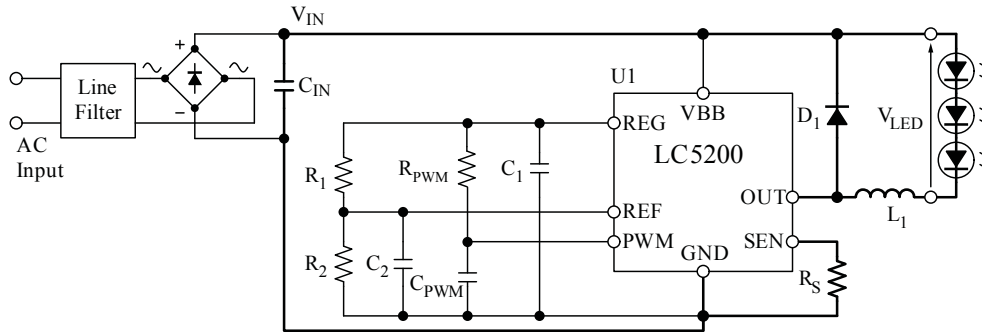 V_IN
U1
+
Line
Filter
−
C_IN
AC
Input
R_1
R_PWM
C_1
REG
VBB
LC5200
D_1
V_LED
REF
OUT
L_1
PWM
SEN
R_2
C_2
C_PWM
GND
R_S